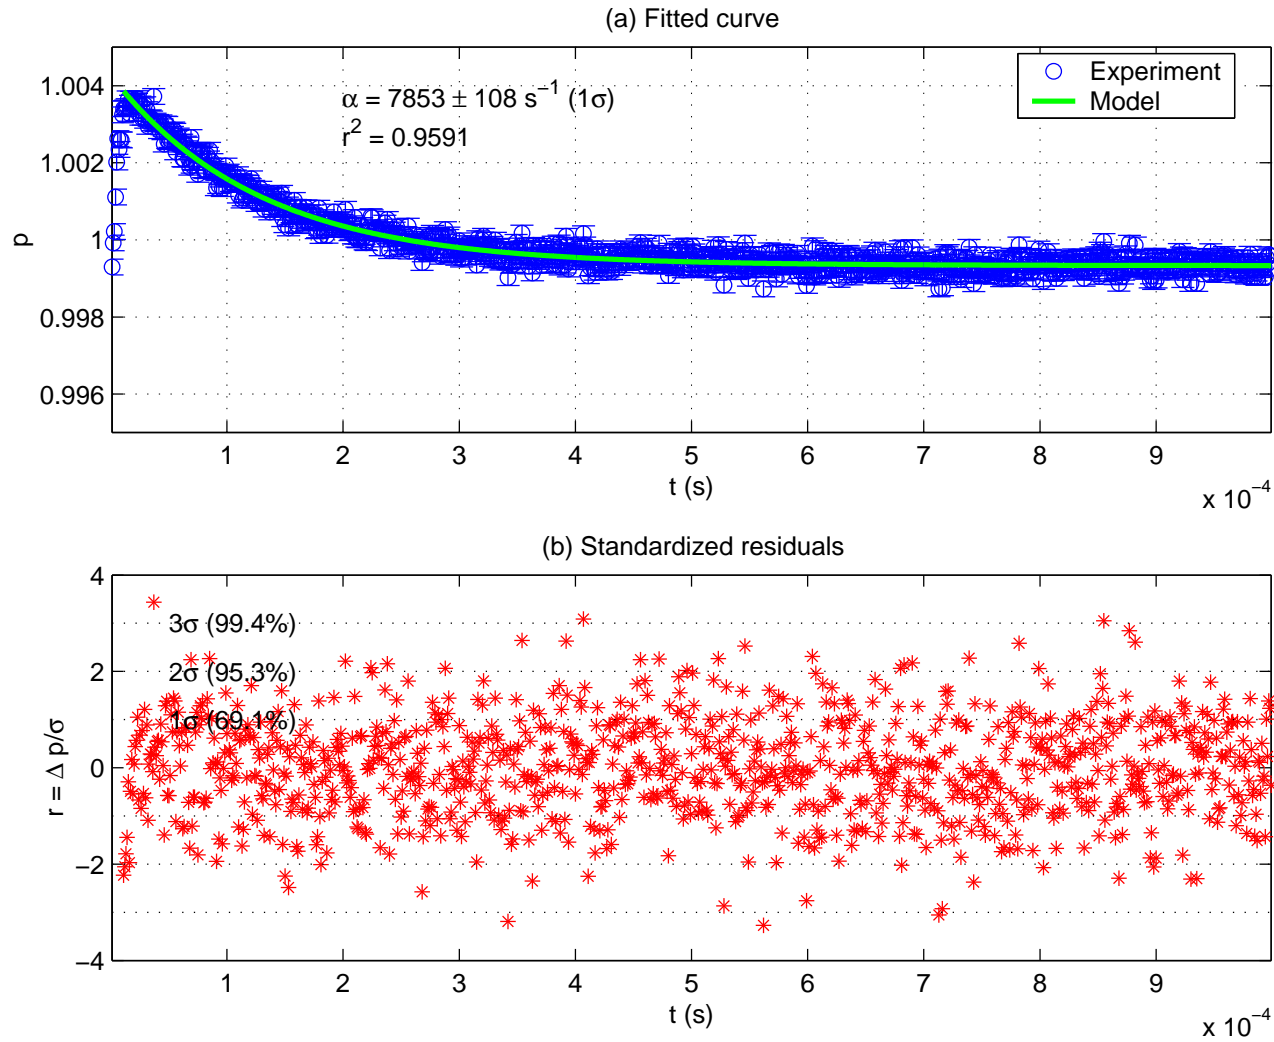 (a) Fitted curve
1.004
1.002
1
0.998
0.996
p
α = 7853 ± 108 s⁻¹ (1σ)
r² = 0.9591
Experiment
Model
1 2 3 4 5 6 7 8 9
t (s)
x 10⁻⁴
(b) Standardized residuals
4
2
0
−2
−4
r = Δ p/σ
3σ (99.4%)
2σ (95.3%)
1σ (69.1%)
1 2 3 4 5 6 7 8 9
t (s)
x 10⁻⁴